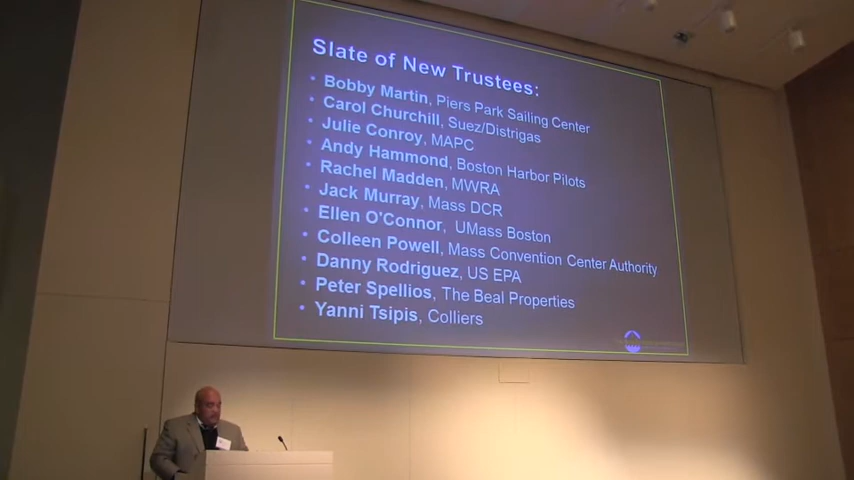 Slate of New Trustees:
• Bobby Martin, Piers Park Sailing Center
• Carol Churchill, Suez/Distrigas
• Julie Conroy, MAPC
• Andy Hammond, Boston Harbor Pilots
• Rachel Madden, MWRA
• Jack Murray, Mass DCR
• Ellen O'Connor, UMass Boston
• Colleen Powell, Mass Convention Center Authority
• Danny Rodriguez, US EPA
• Peter Spellios, The Beal Properties
• Yanni Tsipis, Colliers